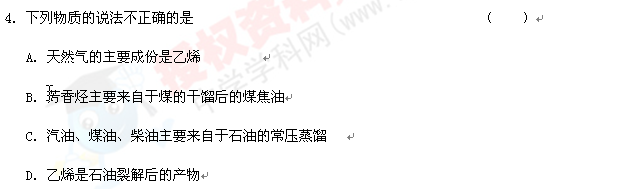 4. 下列物质的说法不正确的是 ( )
A. 天然气的主要成份是乙烯
B. 芳香烃主要来自于煤的干馏后的煤焦油
C. 汽油、煤油、柴油主要来自于石油的常压蒸馏
D. 乙烯是石油裂解后的产物